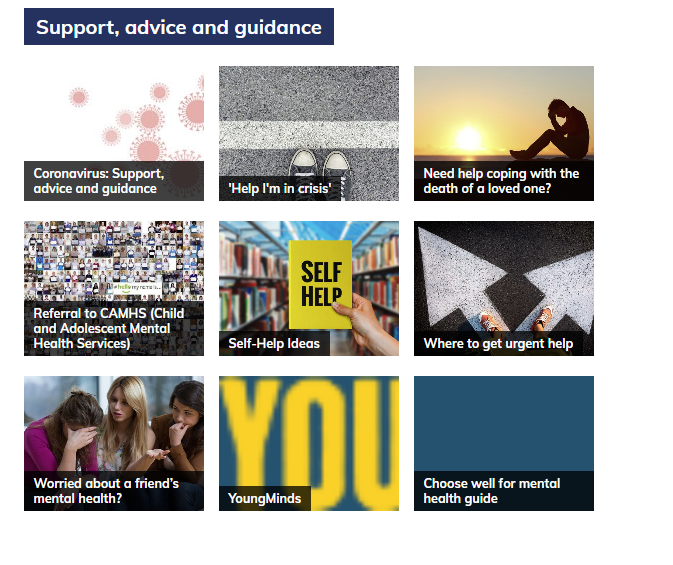 Support, advice and guidance
Coronavirus: Support,
advice and guidance
'Help I'm in crisis'
Need help coping with the
death of a loved one?
Referral to CAMHS (Child
and Adolescent Mental
Health Services)
SELF
HELP
Self-Help Ideas
Where to get urgent help
Worried about a friend's
mental health?
YOU
YoungMinds
Choose well for mental
health guide